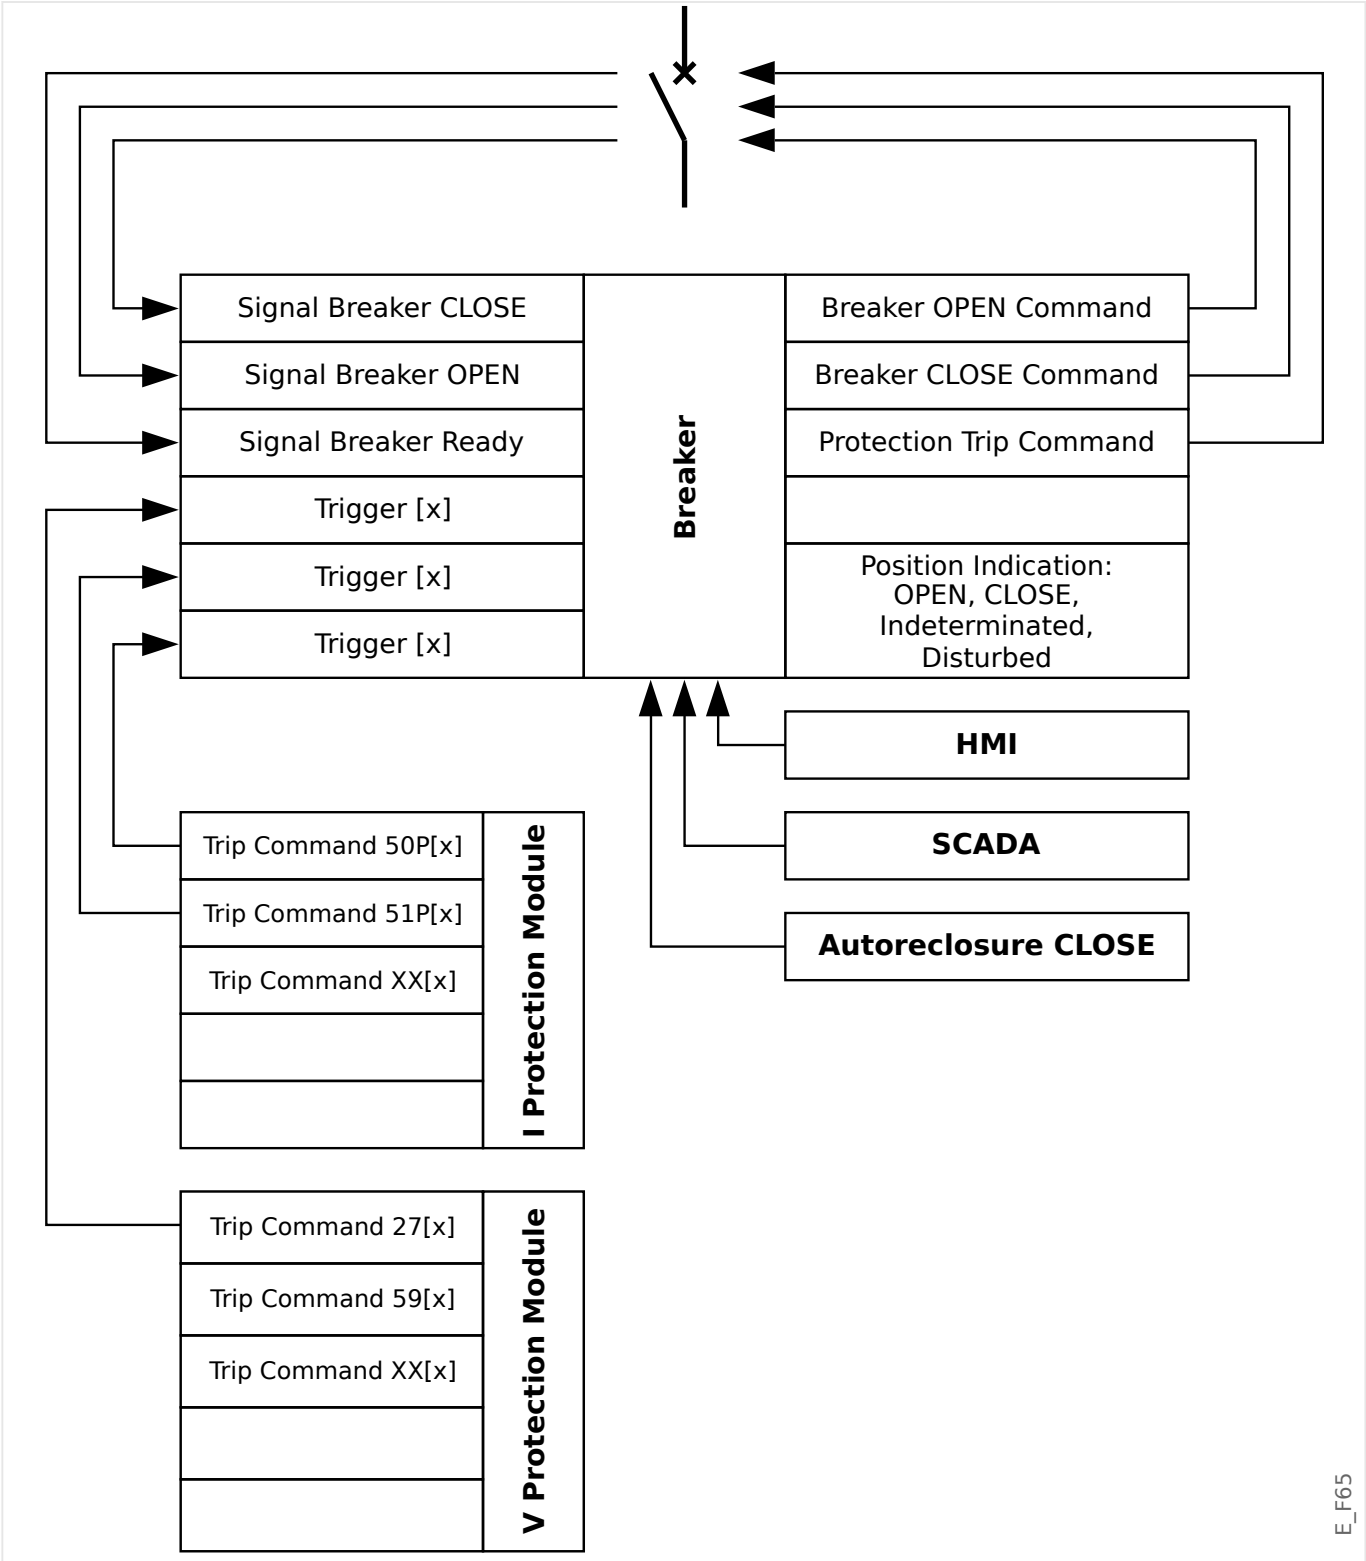 Signal Breaker CLOSE
Signal Breaker OPEN
Signal Breaker Ready
Trigger [x]
Trigger [x]
Trigger [x]
Breaker
Breaker OPEN Command
Breaker CLOSE Command
Protection Trip Command
Position Indication:
OPEN, CLOSE,
Indeterminated,
Disturbed
HMI
SCADA
Autoreclosure CLOSE
Trip Command 50P[x]
Trip Command 51P[x]
Trip Command XX[x]
I Protection Module
Trip Command 27[x]
Trip Command 59[x]
Trip Command XX[x]
V Protection Module
E_F65